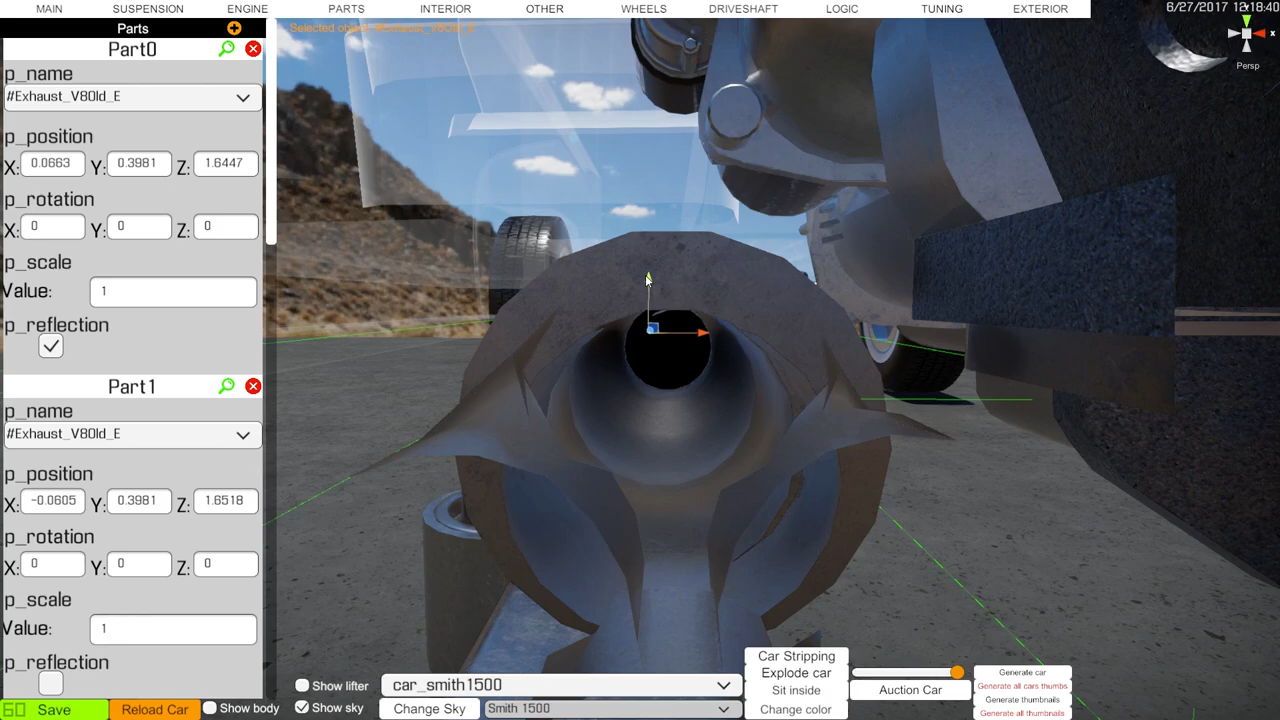 MAIN SUSPENSION ENGINE PARTS INTERIOR OTHER WHEELS DRIVESHAFT LOGIC TUNING EXTERIOR
6/27/2017 12:18:40
Parts
Selected object: #Exhaust_V8Old_E
Part0
x
Persp
p_name
#Exhaust_V8Old_E
p_position
X: 0.0663 Y: 0.3981 Z: 1.6447
p_rotation
X: 0 Y: 0 Z: 0
p_scale
Value: 1
p_reflection
Part1
p_name
#Exhaust_V8Old_E
p_position
X: -0.0605 Y: 0.3981 Z: 1.6518
p_rotation
X: 0 Y: 0 Z: 0
p_scale
Value: 1
p_reflection
60 Save
Reload Car
Show body
Show lifter
Show sky
car_smith1500
Change Sky
Smith 1500
Car Stripping
Explode car
Sit inside
Change color
Auction Car
Generate car
Generate all cars thumbs
Generate thumbnails
Generate all thumbnails